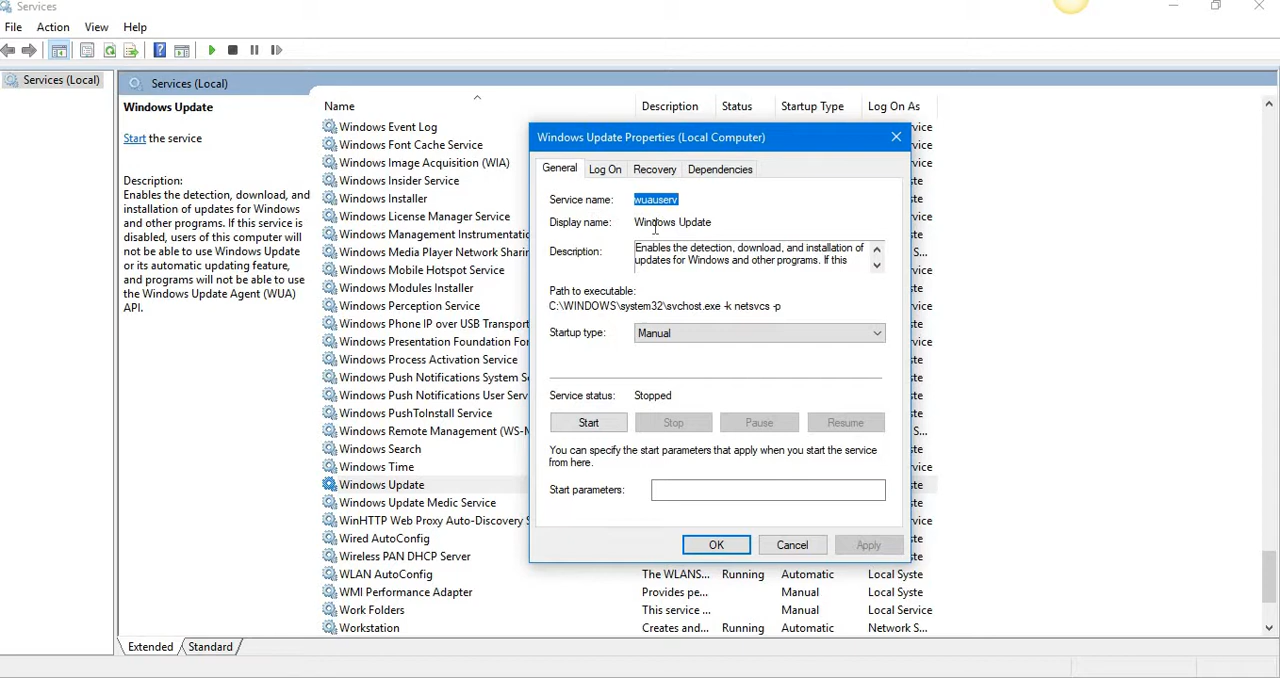 Services
File Action View Help
Services (Local)
Services (Local)
Windows Update
Start the service
Description:
Enables the detection, download, and
installation of updates for Windows
and other programs. If this service is
disabled, users of this computer will
not be able to use Windows Update
or its automatic updating feature,
and programs will not be able to use
the Windows Update Agent (WUA)
API.
Name Description Status Startup Type Log On As
Windows Event Log
Windows Font Cache Service
Windows Image Acquisition (WIA)
Windows Insider Service
Windows Installer
Windows License Manager Service
Windows Management Instrumentatio
Windows Media Player Network Sharin
Windows Mobile Hotspot Service
Windows Modules Installer
Windows Perception Service
Windows Phone IP over USB Transport
Windows Presentation Foundation Fo
Windows Process Activation Service
Windows Push Notifications System Se
Windows Push Notifications User Serv
Windows PushToInstall Service
Windows Remote Management (WS-M
Windows Search
Windows Time
Windows Update
Windows Update Medic Service
WinHTTP Web Proxy Auto-Discovery S
Wired AutoConfig
Wireless PAN DHCP Server
WLAN AutoConfig The WLANS... Running Automatic Local Syste
WMI Performance Adapter Provides pe... Manual Local Syste
Work Folders This service ... Manual Local Service
Workstation Creates and... Running Automatic Network S...
Extended Standard
Windows Update Properties (Local Computer)
General Log On Recovery Dependencies
Service name: wuauserv
Display name: Windows Update
Description: Enables the detection, download, and installation of
updates for Windows and other programs. If this
Path to executable:
C:\WINDOWS\system32\svchost.exe -k netsvcs -p
Startup type: Manual
Service status: Stopped
Start Stop Pause Resume
You can specify the start parameters that apply when you start the service
from here.
Start parameters:
OK Cancel Apply